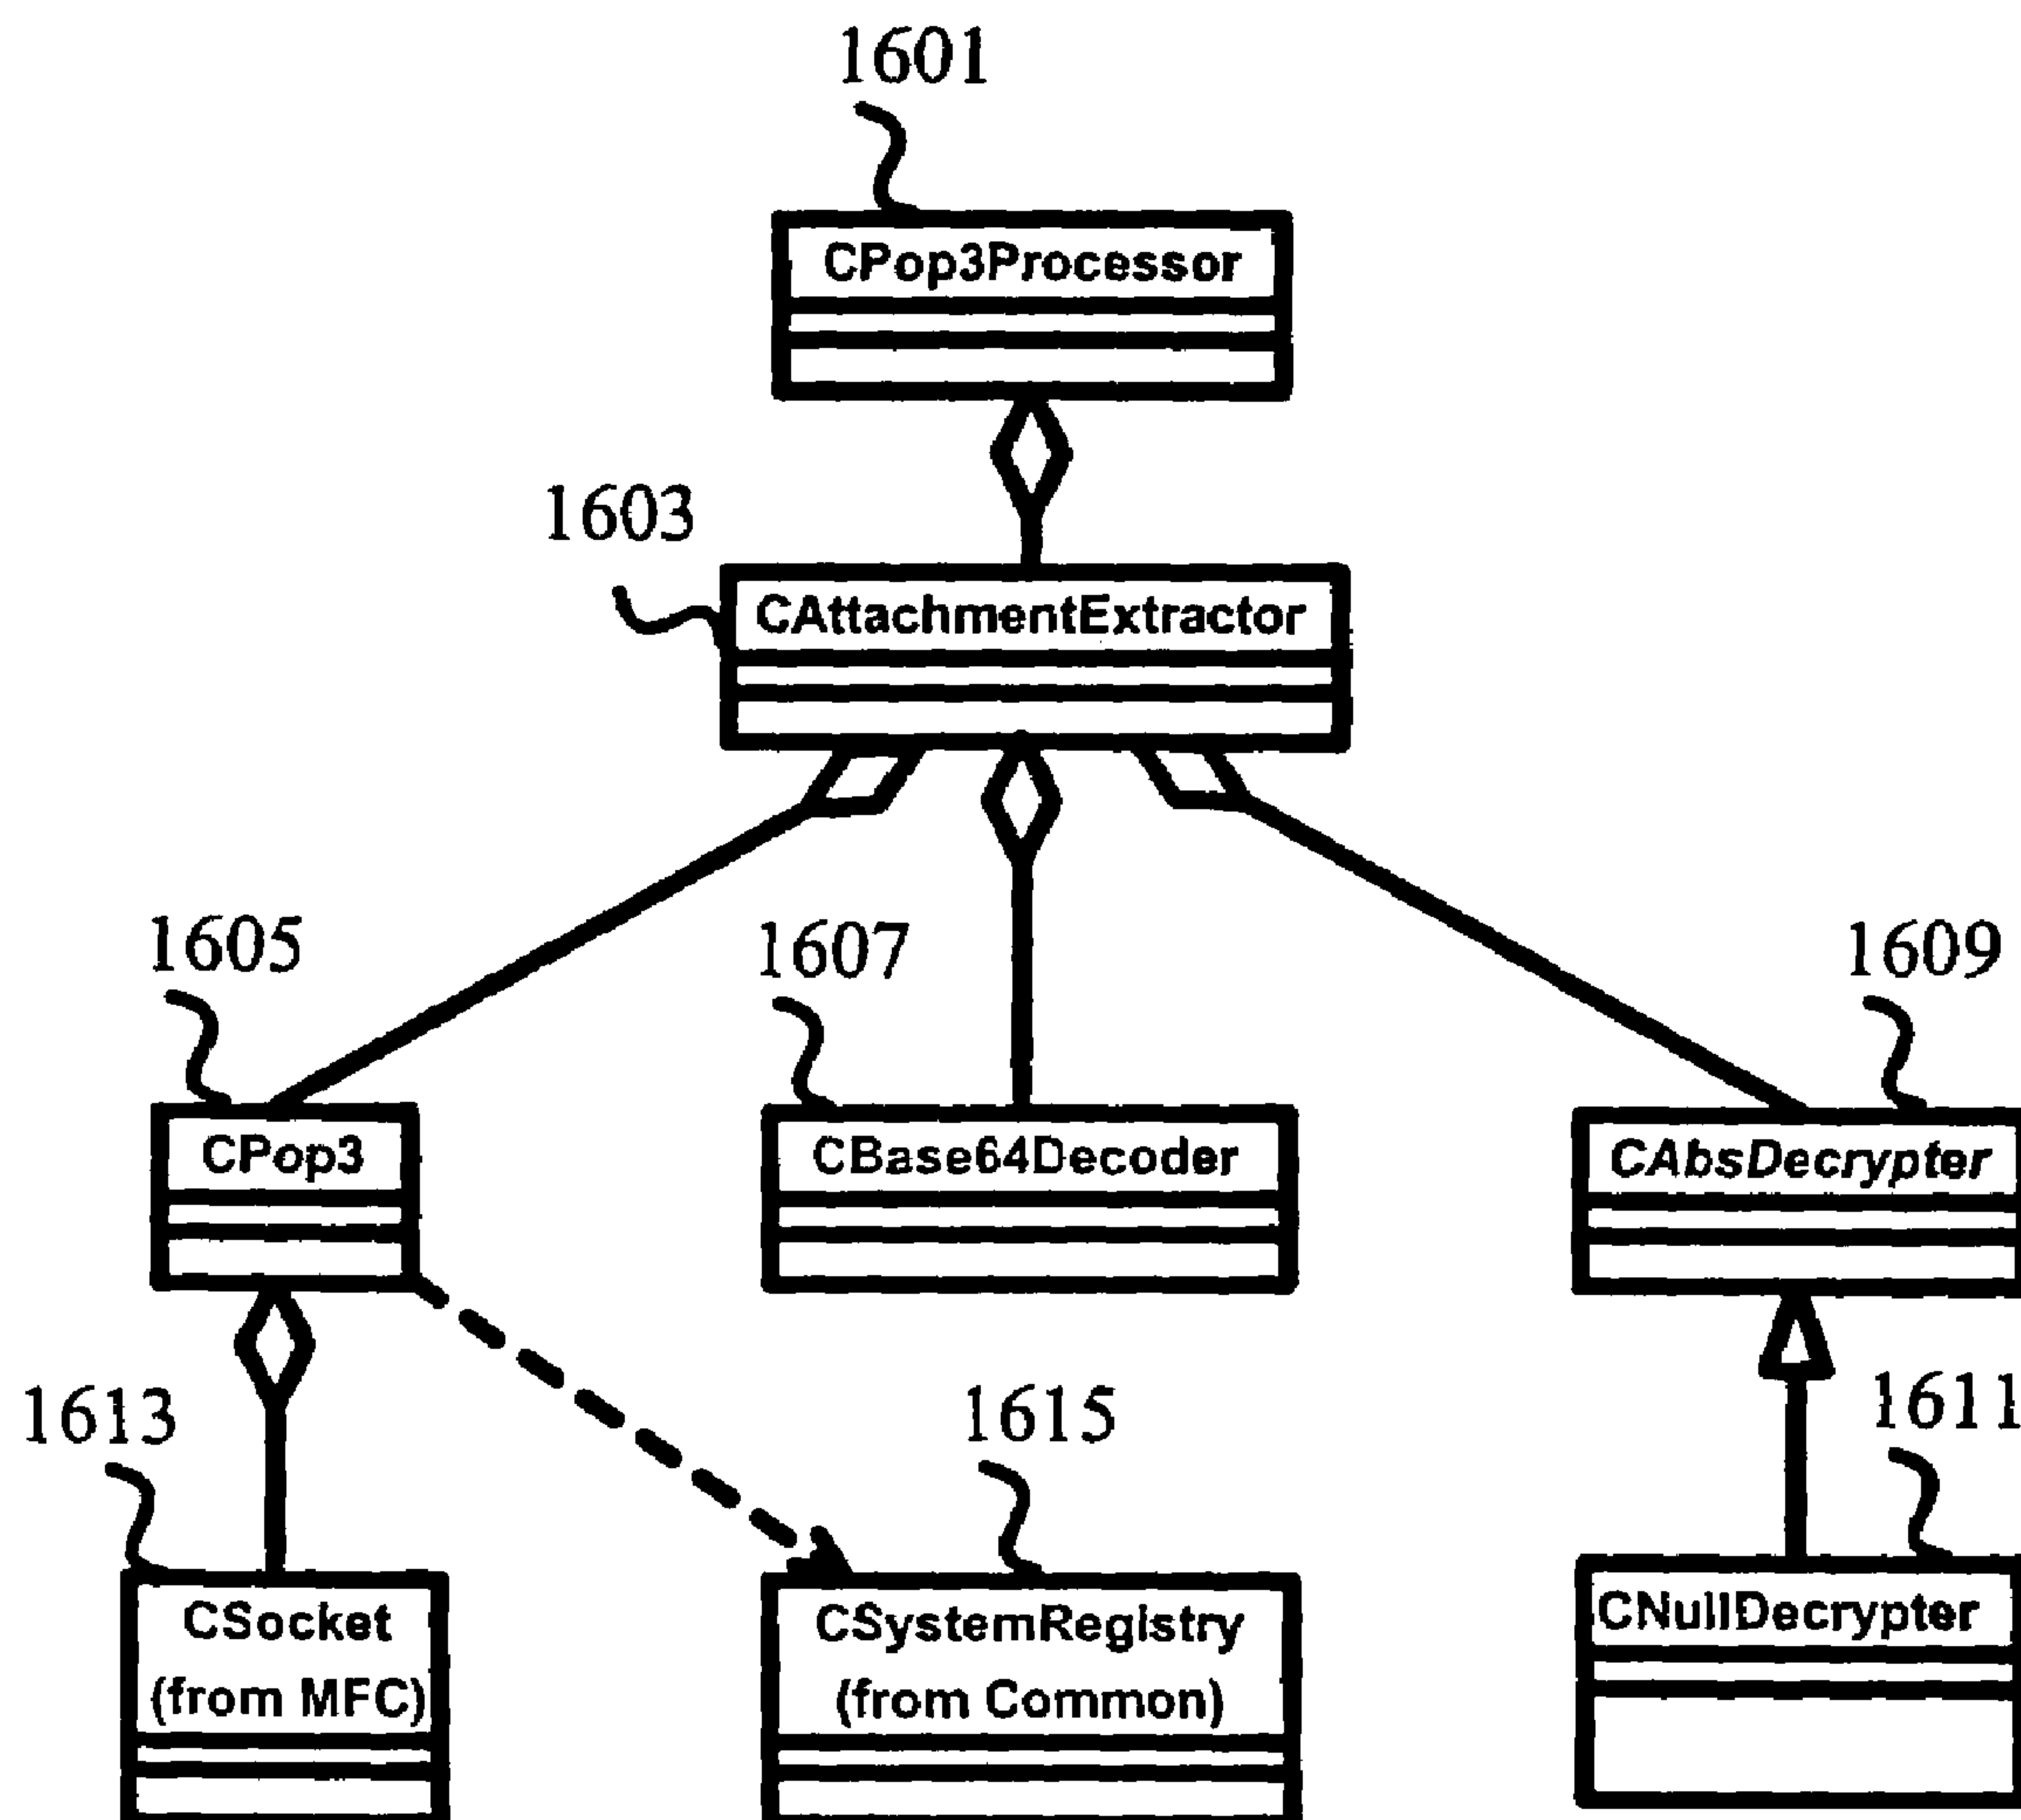 1601
CPop3Processor
1603
CAttachmentExtractor
1605
1607
1609
CPop3
CBase64Decoder
CAbsDecrypter
1613
1615
1611
CSocket
(from MFC)
CSystemRegistry
(from Common)
CNullDecrypter